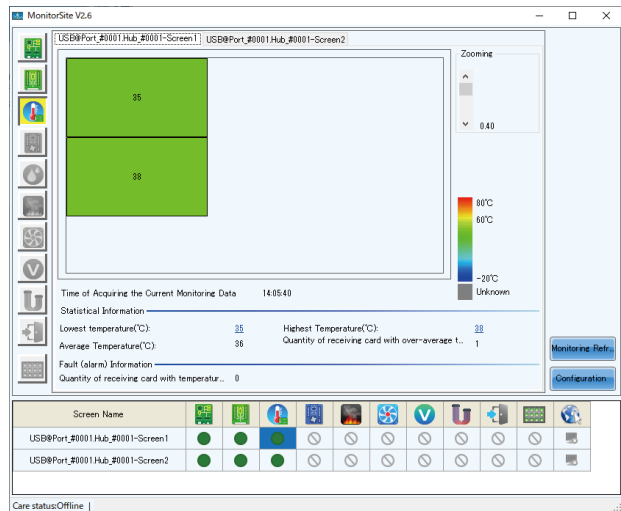 MonitorSite V2.6
USB@Port_#0001.Hub_#0001-Screen1 USB@Port_#0001.Hub_#0001-Screen2
Zooming
35
0.40
38
80℃
60℃
-20℃
Unknown
Time of Acquiring the Current Monitoring Data 14:05:40
Statistical Information
Lowest temperature(℃): 35 Highest Temperature(℃): 38
Average Temperature(℃): 36 Quantity of receiving card with over-average t... 1
Fault (alarm) Information
Quantity of receiving card with temperatur... 0
Monitoring Refr...
Configuration
Screen Name
USB@Port_#0001.Hub_#0001-Screen1
USB@Port_#0001.Hub_#0001-Screen2
Care status:Offline